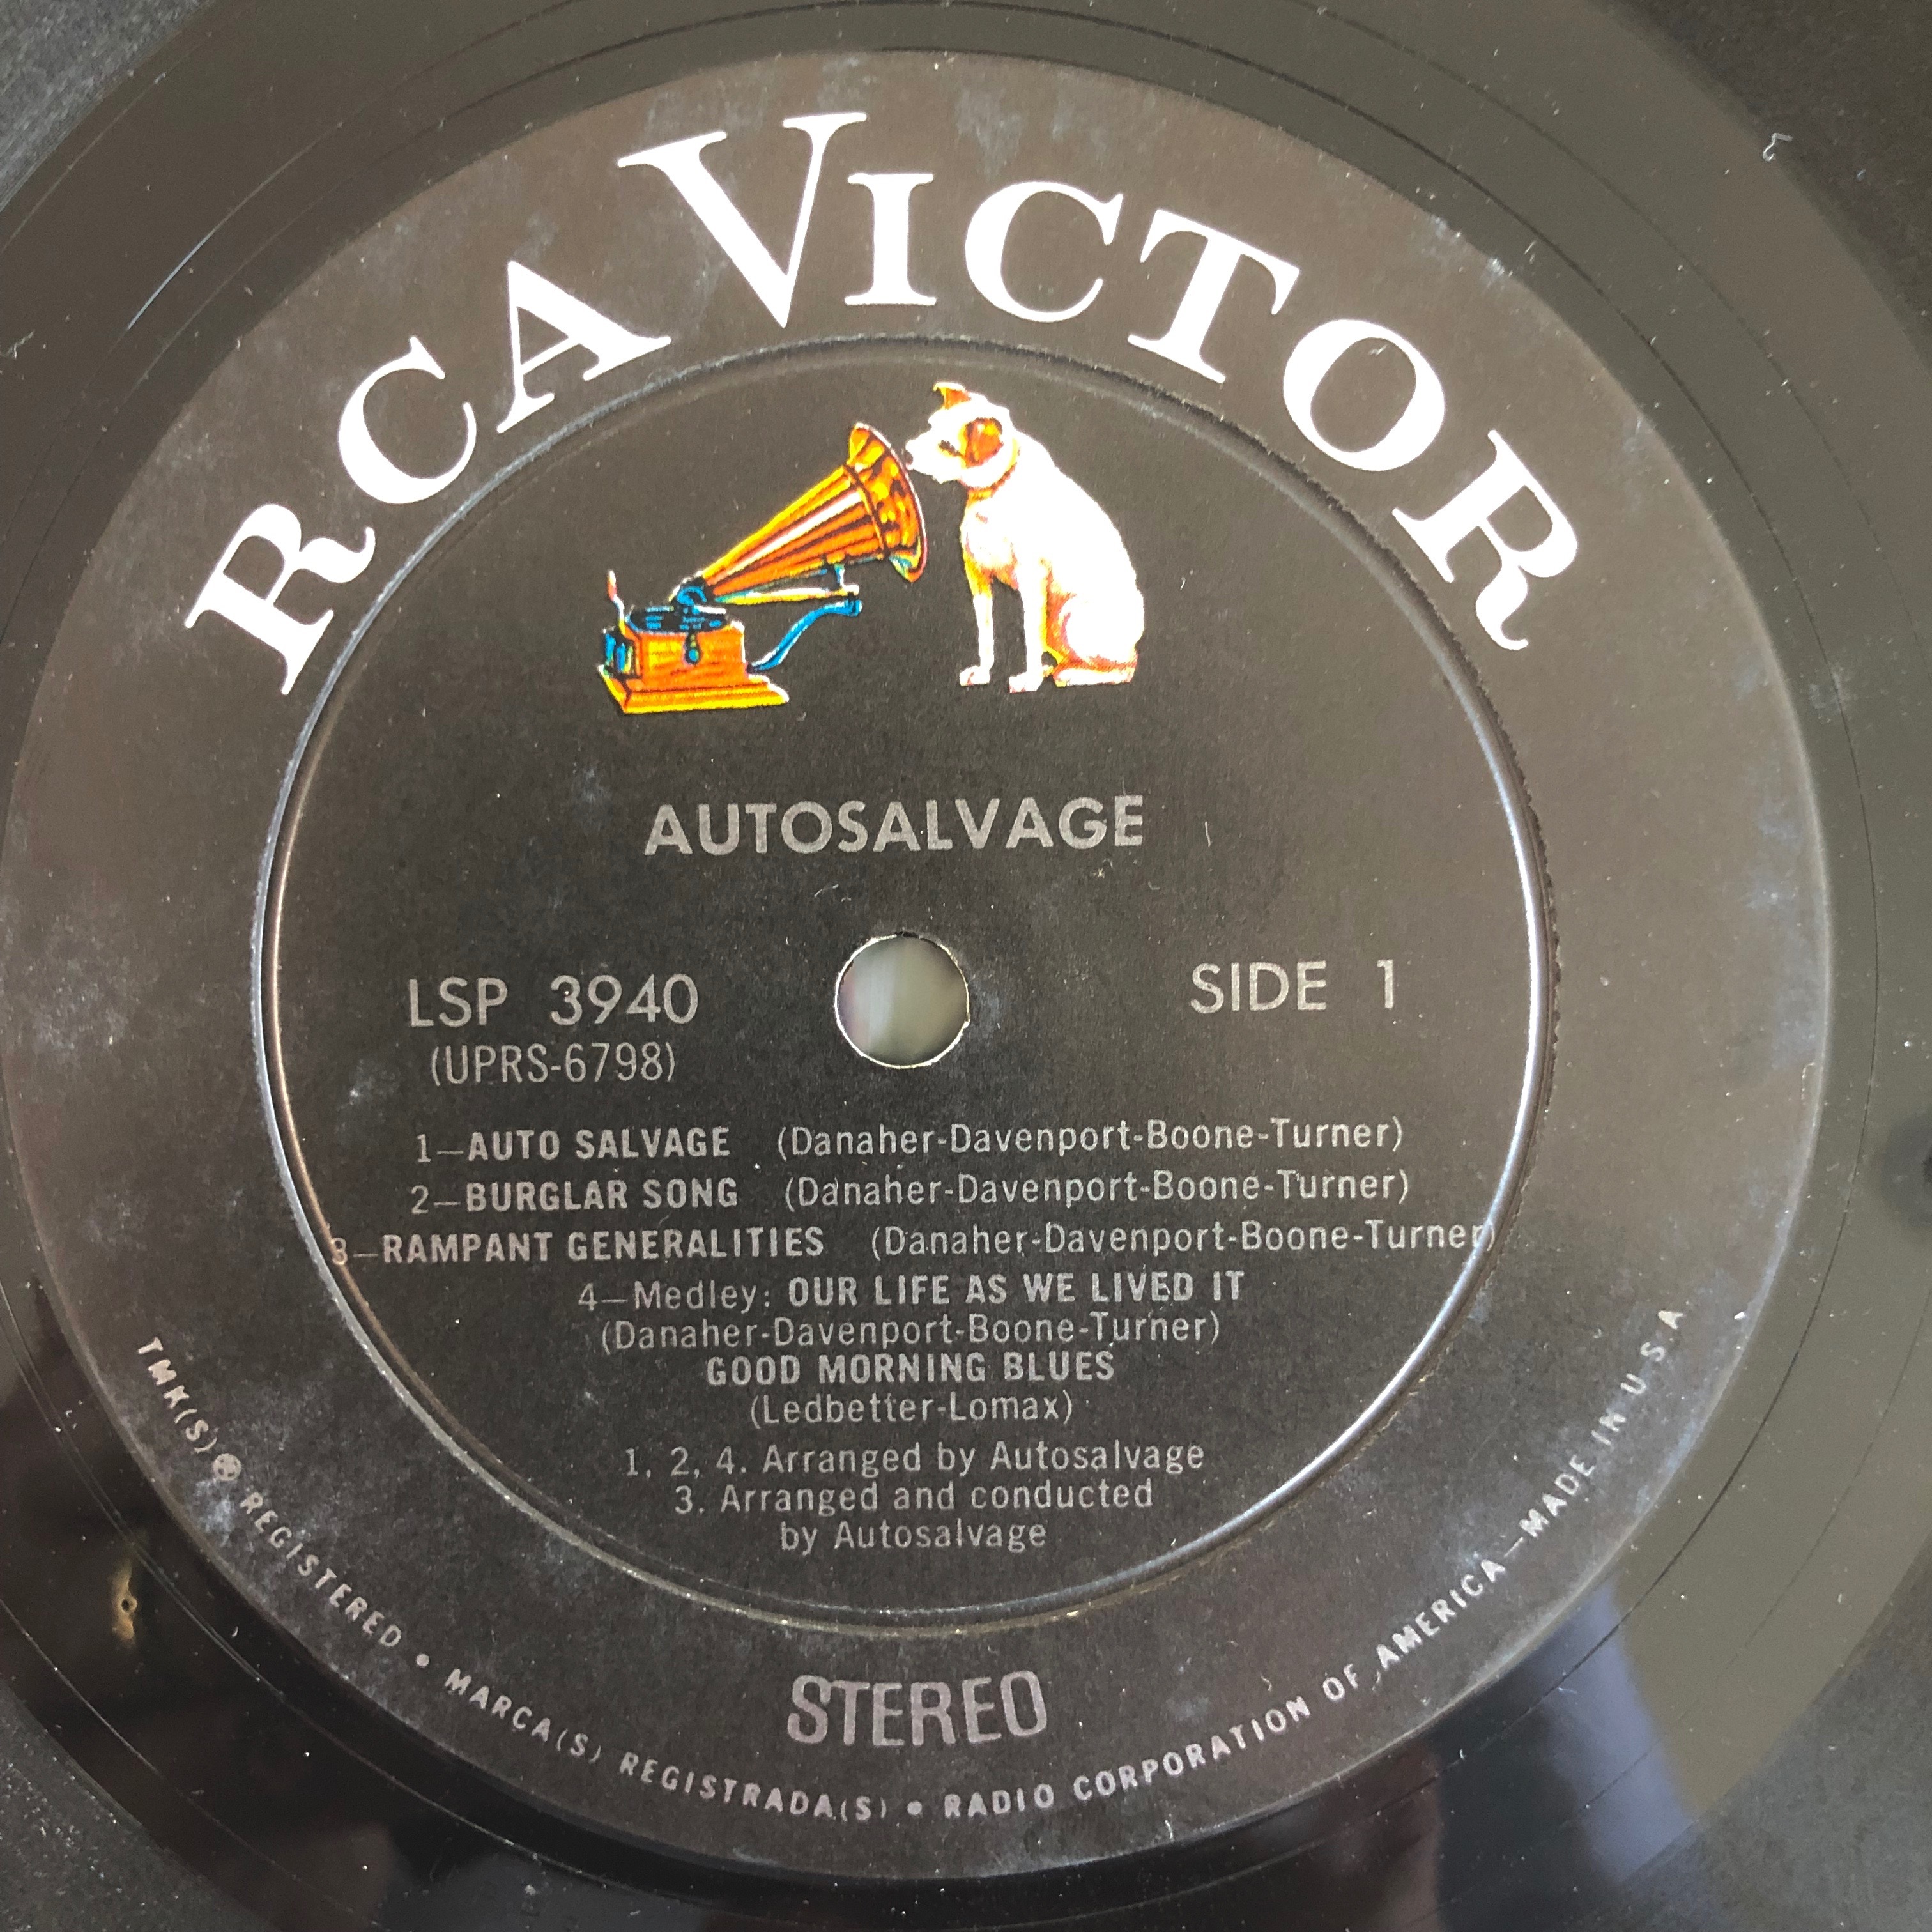 RCA VICTOR
AUTOSALVAGE
LSP 3940
SIDE 1
(UPRS-6798)
1—AUTO SALVAGE (Danaher-Davenport-Boone-Turner)
2—BURGLAR SONG (Danaher-Davenport-Boone-Turner)
3—RAMPANT GENERALITIES (Danaher-Davenport-Boone-Turner)
4—Medley: OUR LIFE AS WE LIVED IT
(Danaher-Davenport-Boone-Turner)
GOOD MORNING BLUES
(Ledbetter-Lomax)
1, 2, 4. Arranged by Autosalvage
3. Arranged and conducted
by Autosalvage
STEREO
TMK(S) ® REGISTERED • MARCA(S) REGISTRADA(S) • RADIO CORPORATION OF AMERICA—MADE IN U.S.A